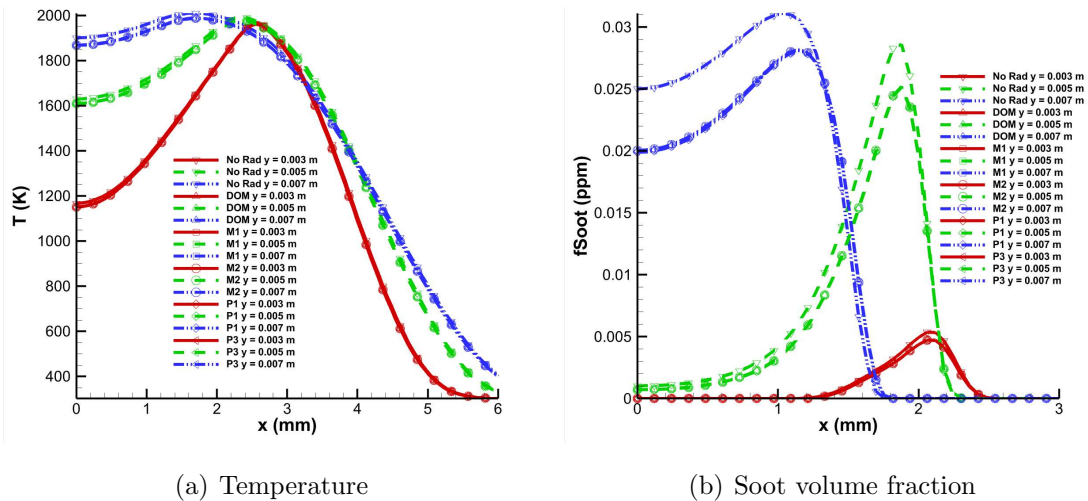 T (K)
2000
1800
1600
1400
1200
1000
800
600
400
0
1
2
3
4
5
6
x (mm)
No Rad y = 0.003 m
No Rad y = 0.005 m
No Rad y = 0.007 m
DOM y = 0.003 m
DOM y = 0.005 m
DOM y = 0.007 m
M1 y = 0.003 m
M1 y = 0.005 m
M1 y = 0.007 m
M2 y = 0.003 m
M2 y = 0.005 m
M2 y = 0.007 m
P1 y = 0.003 m
P1 y = 0.005 m
P1 y = 0.007 m
P3 y = 0.003 m
P3 y = 0.005 m
P3 y = 0.007 m
(a) Temperature
fSoot (ppm)
0.03
0.025
0.02
0.015
0.01
0.005
0
0
1
2
3
x (mm)
No Rad y = 0.003 m
No Rad y = 0.005 m
No Rad y = 0.007 m
DOM y = 0.003 m
DOM y = 0.005 m
DOM y = 0.007 m
M1 y = 0.003 m
M1 y = 0.005 m
M1 y = 0.007 m
M2 y = 0.003 m
M2 y = 0.005 m
M2 y = 0.007 m
P1 y = 0.003 m
P1 y = 0.005 m
P1 y = 0.007 m
P3 y = 0.003 m
P3 y = 0.005 m
P3 y = 0.007 m
(b) Soot volume fraction